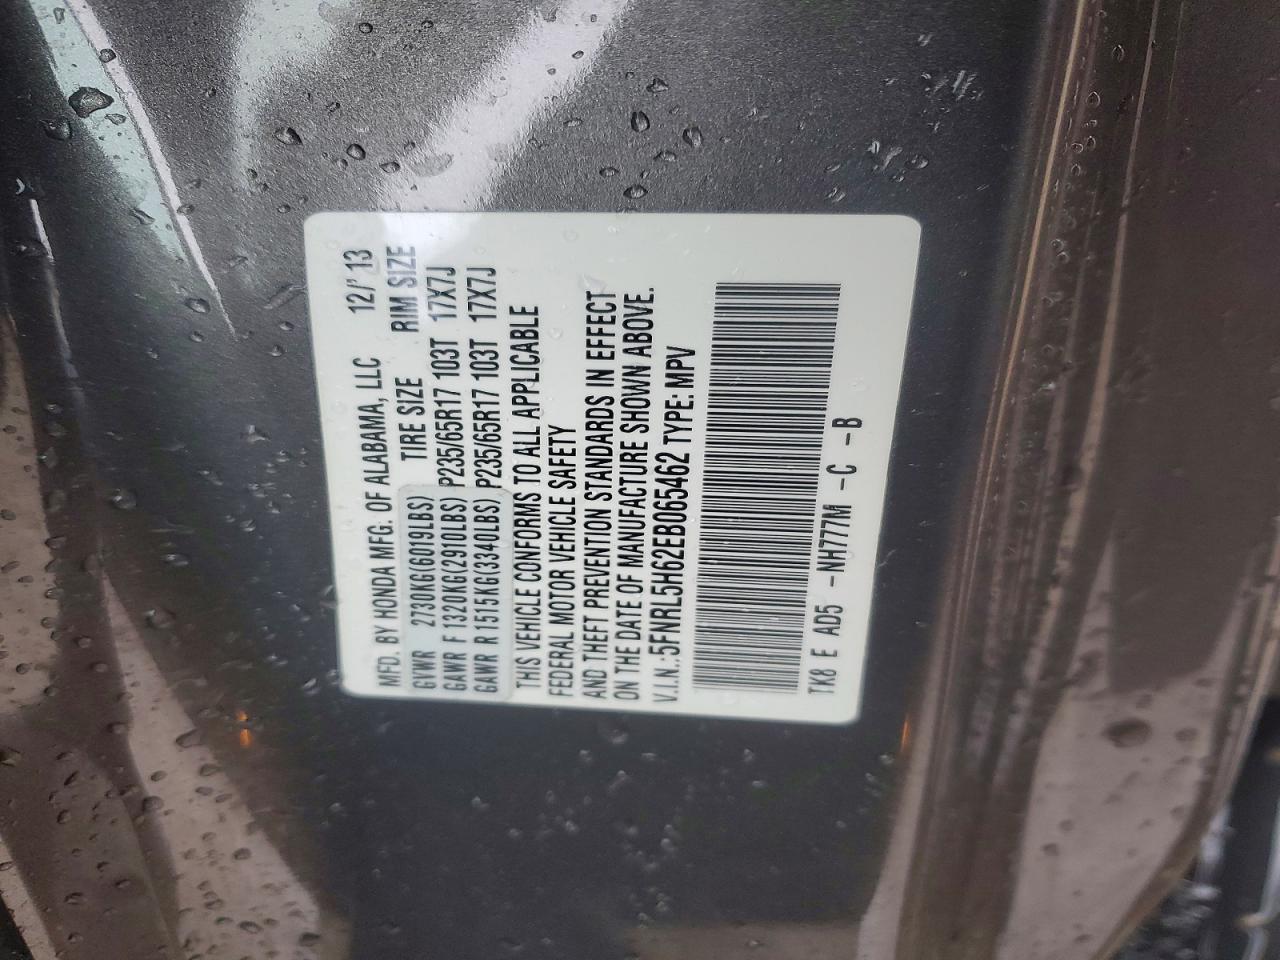 MFD. BY HONDA MFG. OF ALABAMA, LLC 12/'13
GVWR 2730KG(6019LBS) TIRE SIZE RIM SIZE
GAWR F 1320KG(2910LBS) P235/65R17 103T 17X7J
GAWR R 1515KG(3340LBS) P235/65R17 103T 17X7J
THIS VEHICLE CONFORMS TO ALL APPLICABLE
FEDERAL MOTOR VEHICLE SAFETY
AND THEFT PREVENTION STANDARDS IN EFFECT
ON THE DATE OF MANUFACTURE SHOWN ABOVE.
V.I.N.:5FNRL5H62EB065462 TYPE:MPV
TK8 E AD5 -NH777M -C -B